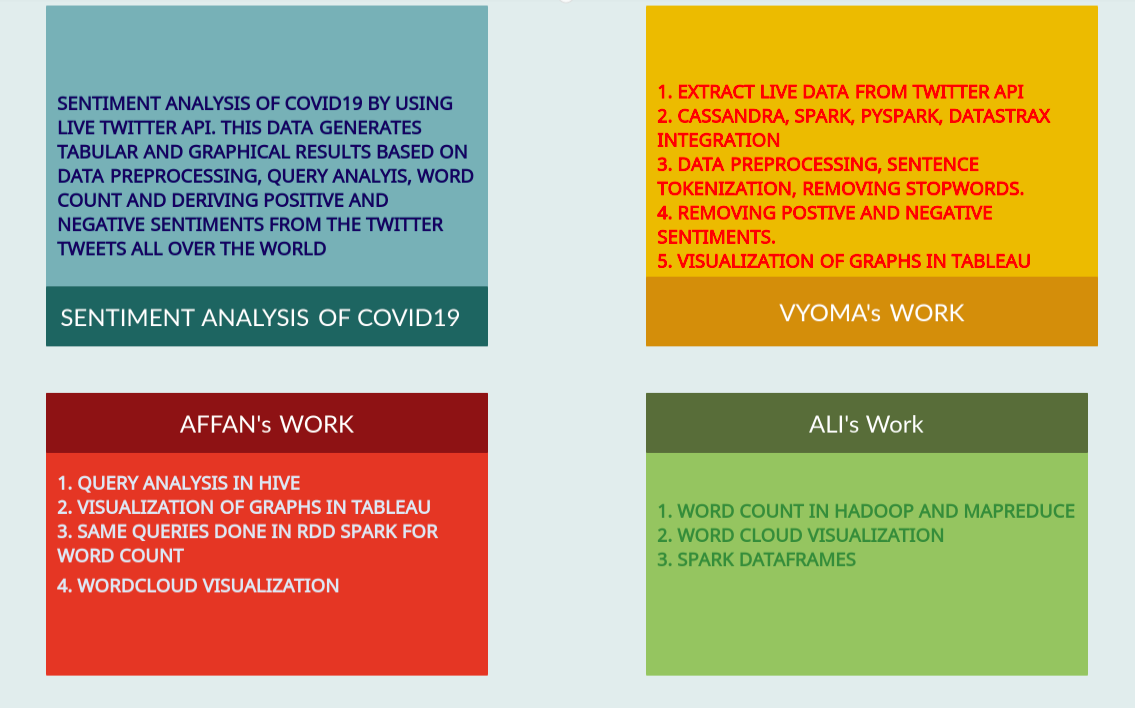 SENTIMENT ANALYSIS OF COVID19 BY USING
LIVE TWITTER API. THIS DATA GENERATES
TABULAR AND GRAPHICAL RESULTS BASED ON
DATA PREPROCESSING, QUERY ANALYIS, WORD
COUNT AND DERIVING POSITIVE AND
NEGATIVE SENTIMENTS FROM THE TWITTER
TWEETS ALL OVER THE WORLD
SENTIMENT ANALYSIS OF COVID19
1. EXTRACT LIVE DATA FROM TWITTER API
2. CASSANDRA, SPARK, PYSPARK, DATASTRAX
INTEGRATION
3. DATA PREPROCESSING, SENTENCE
TOKENIZATION, REMOVING STOPWORDS.
4. REMOVING POSTIVE AND NEGATIVE
SENTIMENTS.
5. VISUALIZATION OF GRAPHS IN TABLEAU
VYOMA's WORK
AFFAN's WORK
1. QUERY ANALYSIS IN HIVE
2. VISUALIZATION OF GRAPHS IN TABLEAU
3. SAME QUERIES DONE IN RDD SPARK FOR
WORD COUNT
4. WORDCLOUD VISUALIZATION
ALI's Work
1. WORD COUNT IN HADOOP AND MAPREDUCE
2. WORD CLOUD VISUALIZATION
3. SPARK DATAFRAMES